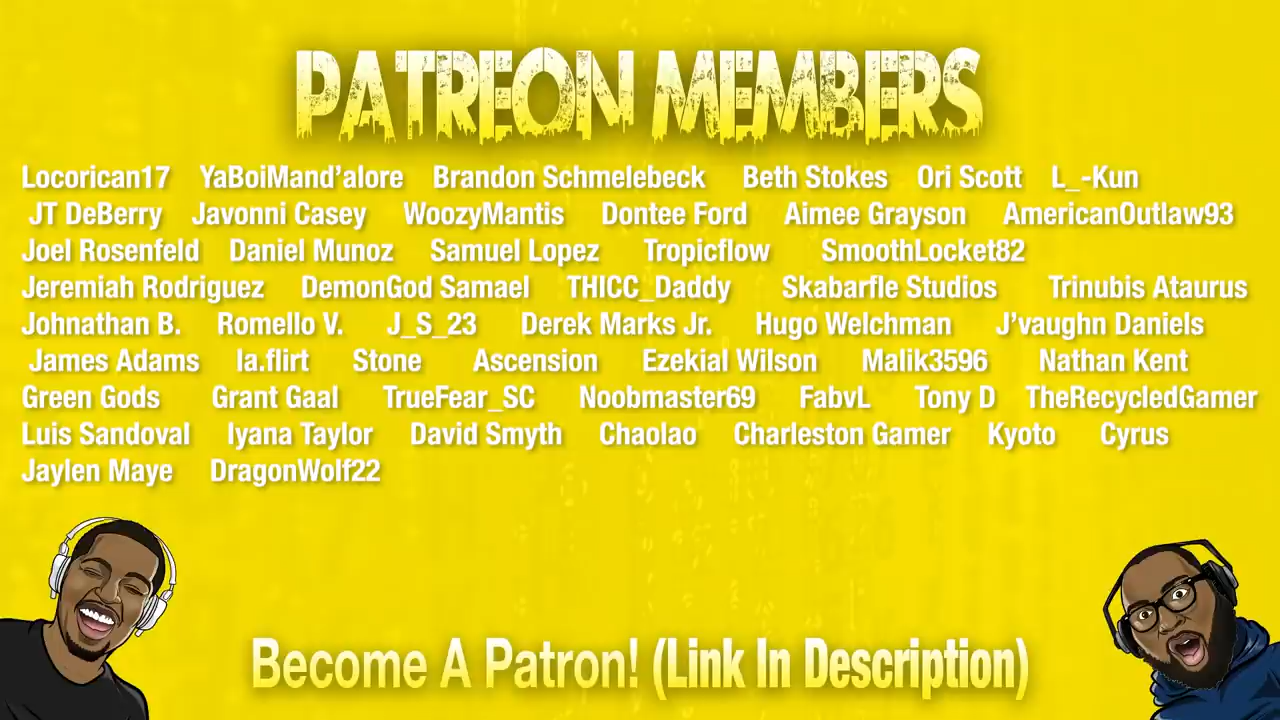 PATREON MEMBERS
Locorican17 YaBoiMand’alore Brandon Schmelebeck Beth Stokes Ori Scott L_-Kun
JT DeBerry Javonni Casey WoozyMantis Dontee Ford Aimee Grayson AmericanOutlaw93
Joel Rosenfeld Daniel Munoz Samuel Lopez Tropicflow SmoothLocket82
Jeremiah Rodriguez DemonGod Samael THICC_Daddy Skabarfle Studios Trinubis Ataurus
Johnathan B. Romello V. J_S_23 Derek Marks Jr. Hugo Welchman J’vaughn Daniels
James Adams la.flirt Stone Ascension Ezekial Wilson Malik3596 Nathan Kent
Green Gods Grant Gaal TrueFear_SC Noobmaster69 FabvL Tony D TheRecycledGamer
Luis Sandoval Iyana Taylor David Smyth Chaolao Charleston Gamer Kyoto Cyrus
Jaylen Maye DragonWolf22
Become A Patron! (Link In Description)